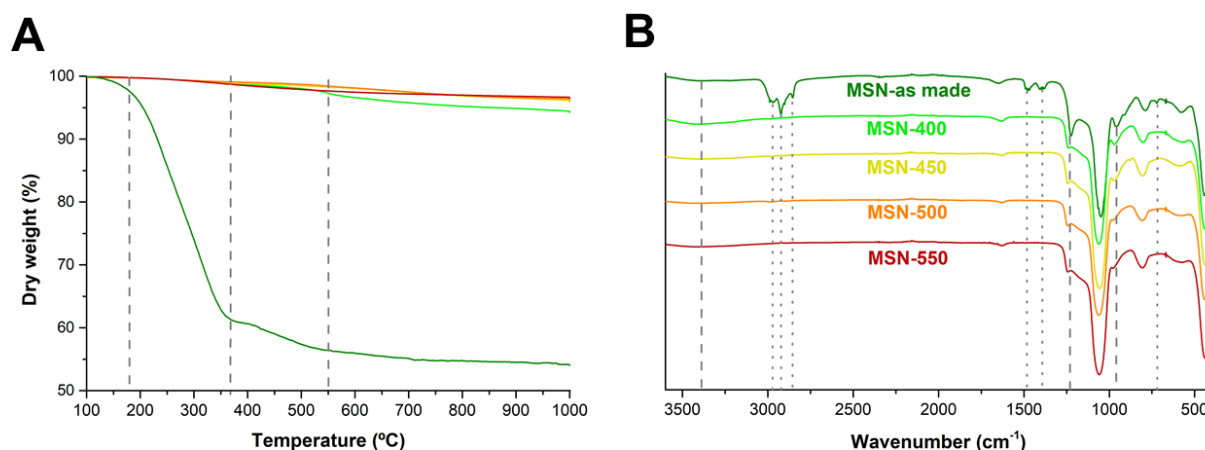 A
B
100
90
80
70
60
50
Dry weight (%)
100 200 300 400 500 600 700 800 900 1000
Temperature (ºC)
MSN-as made
MSN-400
MSN-450
MSN-500
MSN-550
3500 3000 2500 2000 1500 1000 500
Wavenumber (cm⁻¹)